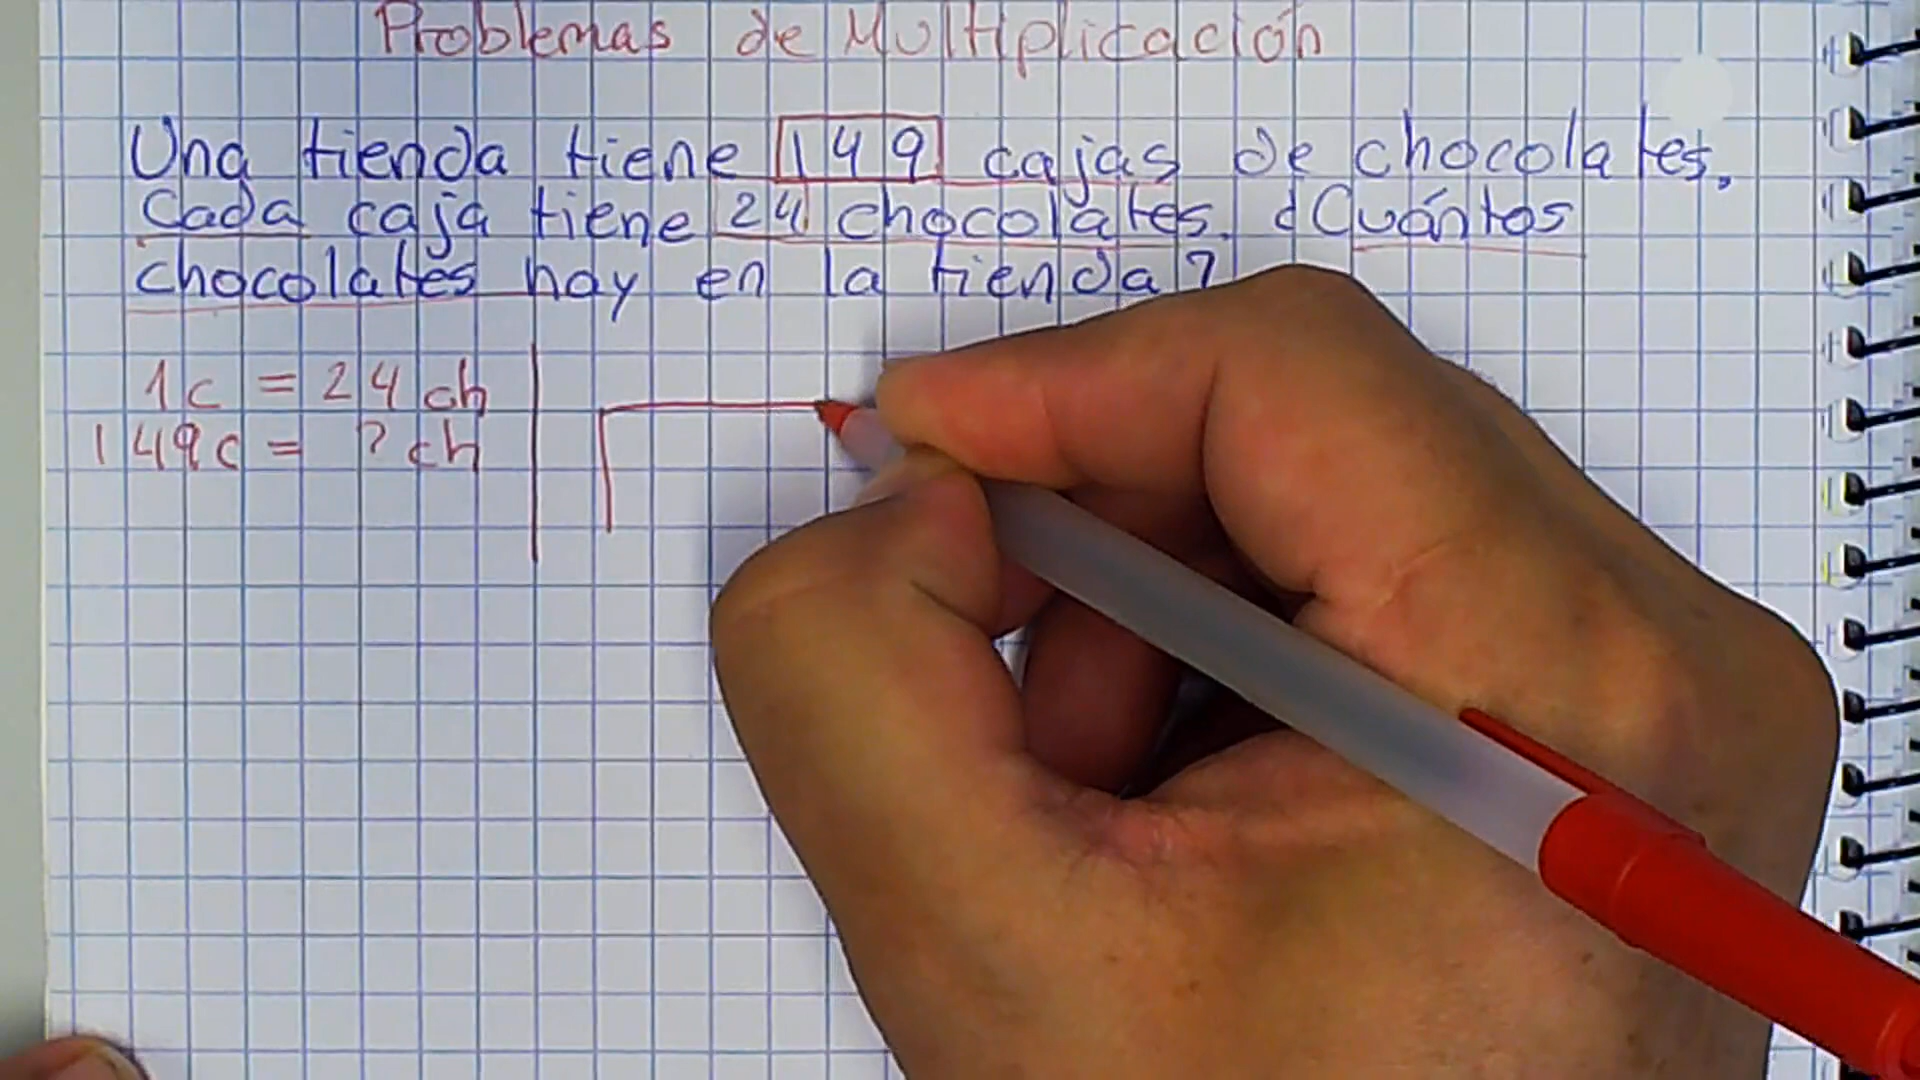 Problemas de Multiplicación
Una tienda tiene 149 cajas de chocolates.
Cada caja tiene 24 chocolates. ¿Cuántos
chocolates hay en la tienda?
1c = 24 ch
149c = ? ch